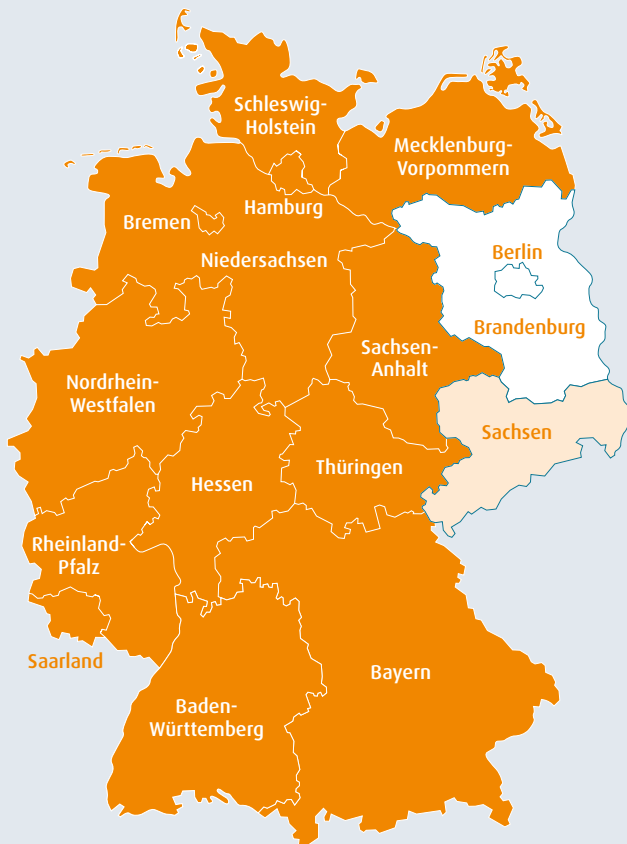 Schleswig-
Holstein
Mecklenburg-
Vorpommern
Hamburg
Bremen
Niedersachsen
Berlin
Brandenburg
Sachsen-
Anhalt
Nordrhein-
Westfalen
Sachsen
Thüringen
Hessen
Rheinland-
Pfalz
Saarland
Bayern
Baden-
Württemberg